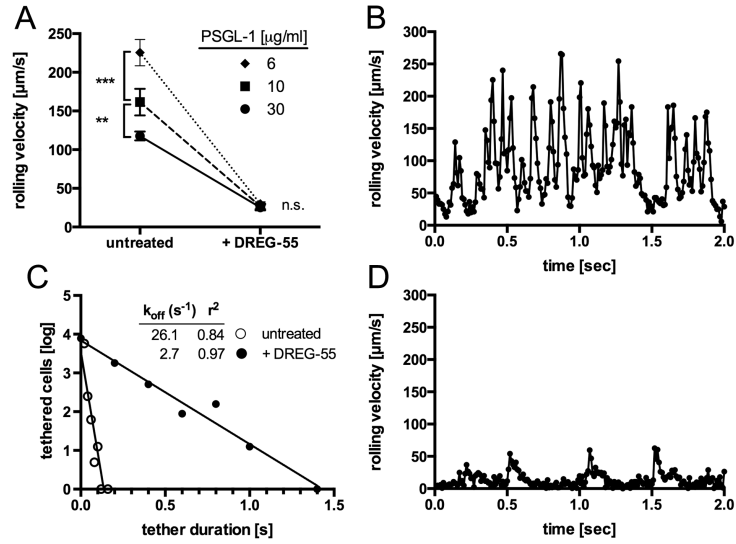 A
PSGL-1 [µg/ml]
6
10
30
rolling velocity [µm/s]
250
200
150
100
50
0
***
**
n.s.
untreated
+ DREG-55
B
rolling velocity [µm/s]
300
250
200
150
100
50
0
0.0
0.5
1.0
1.5
2.0
time [sec]
C
tethered cells [log]
5
4
3
2
1
0
koff (s-1) r2
26.1 0.84 untreated
2.7 0.97 + DREG-55
0.0
0.5
1.0
1.5
tether duration [s]
D
rolling velocity [µm/s]
300
250
200
150
100
50
0
0.0
0.5
1.0
1.5
2.0
time [sec]